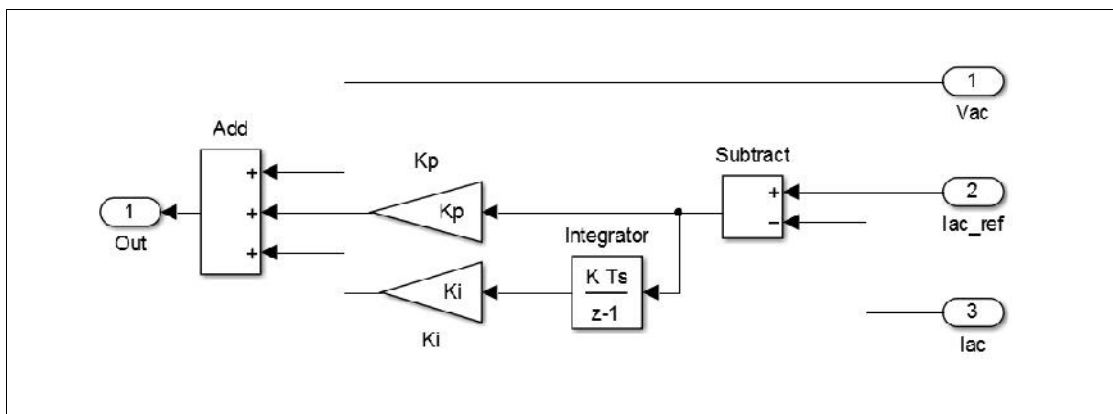 1
Vac
Add
Kp
Subtract
+
+
Kp
+
2
1
Out
Integrator
−
Iac_ref
+
Ki
K Ts
z-1
3
Ki
Iac